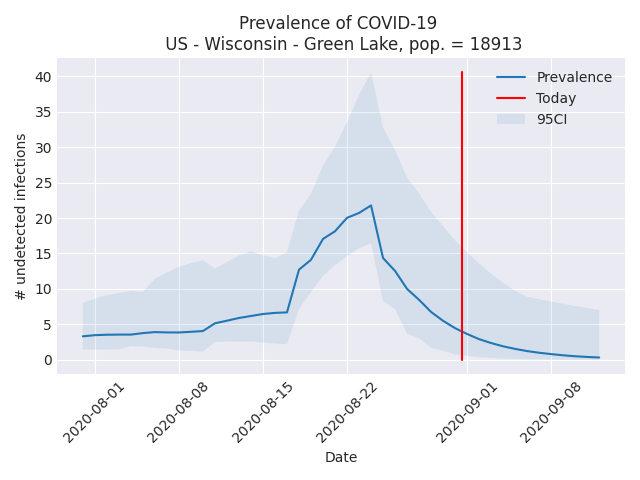 Prevalence of COVID-19
US - Wisconsin - Green Lake, pop. = 18913
# undetected infections
40
35
30
25
20
15
10
5
0
Prevalence
Today
95CI
2020-08-01
2020-08-08
2020-08-15
2020-08-22
2020-09-01
2020-09-08
Date